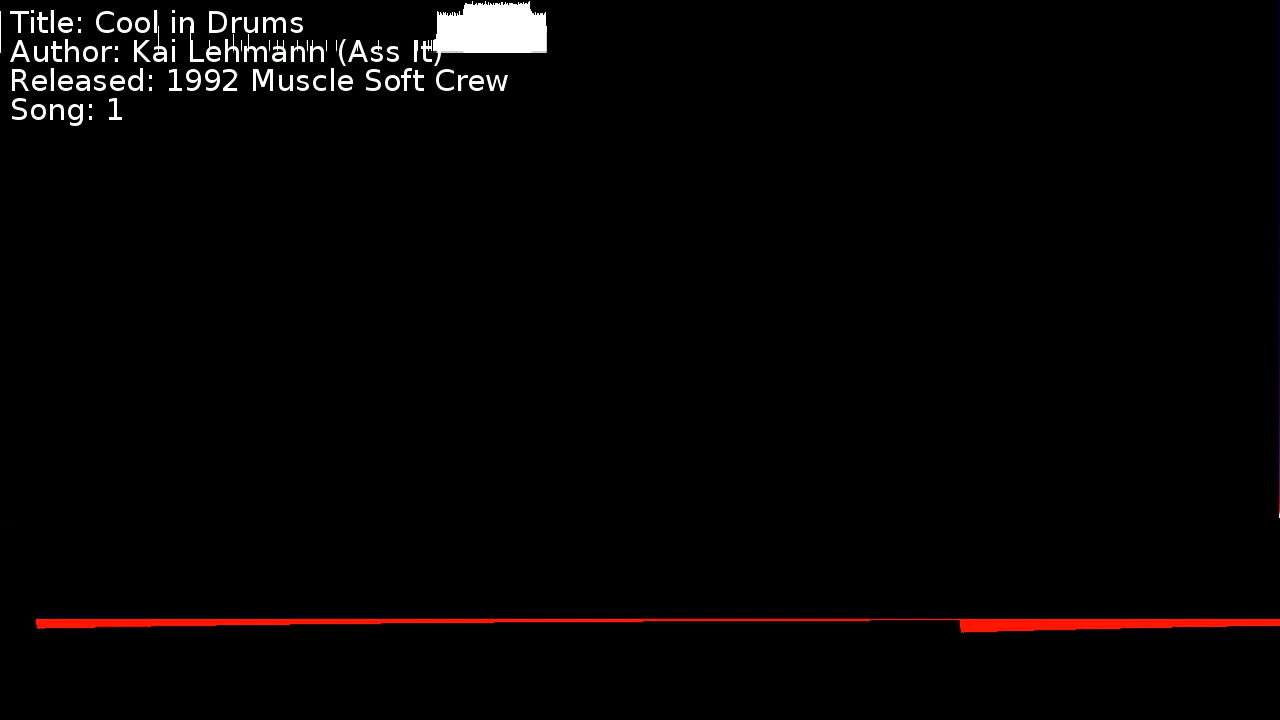 Title: Cool in Drums
Author: Kai Lehmann (Ass It)
Released: 1992 Muscle Soft Crew
Song: 1